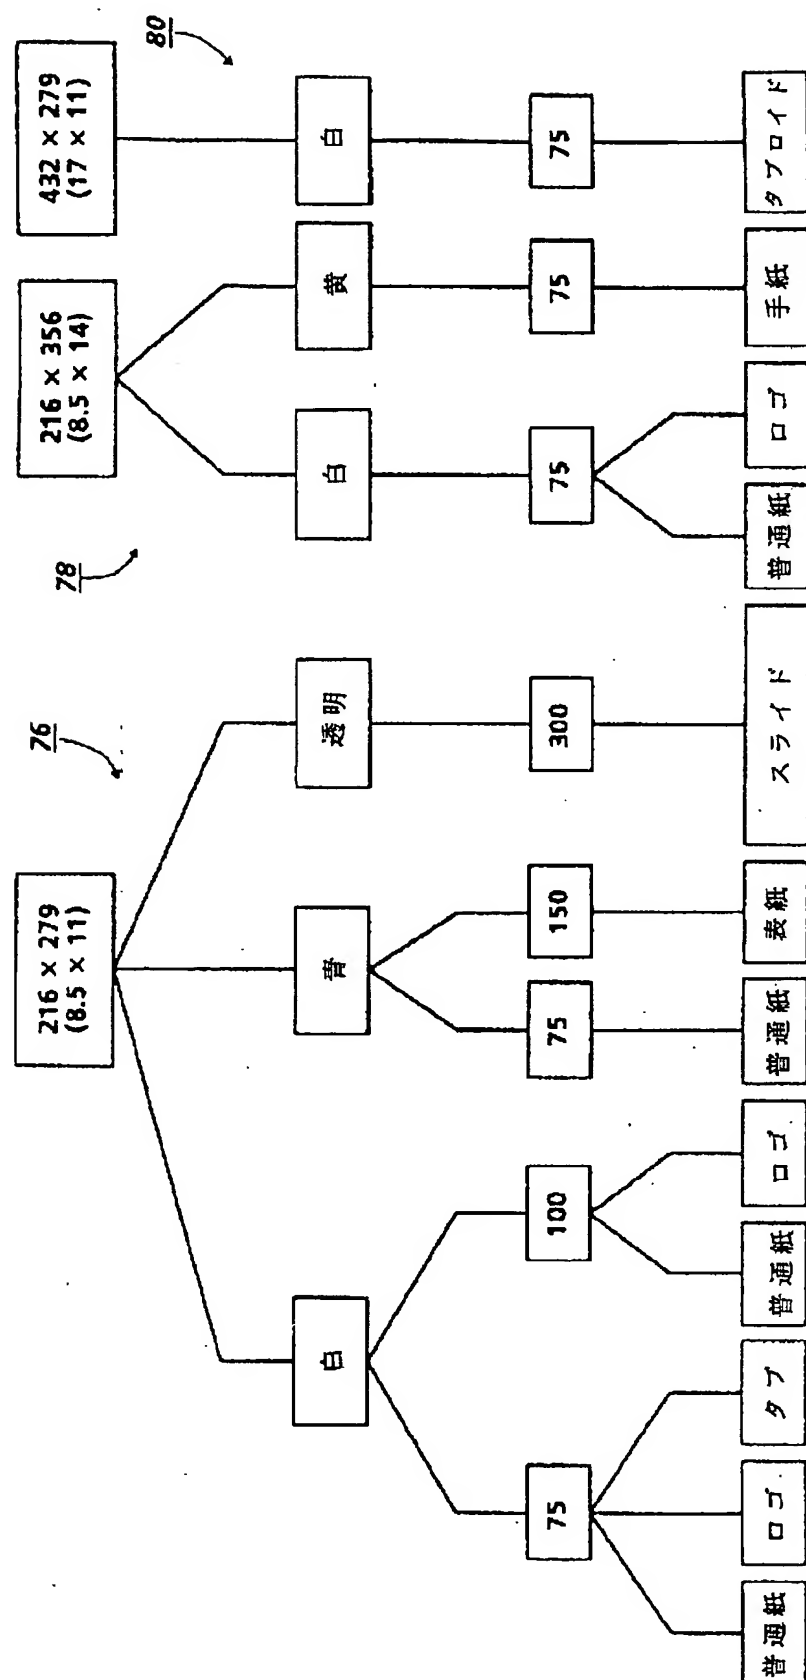 76
78
80
216 × 279
(8.5 × 11)
216 × 356
(8.5 × 14)
432 × 279
(17 × 11)
白
青
透明
白
黄
白
75
100
75
150
300
75
75
75
普通紙
ロゴ
タブ
普通紙
ロゴ
普通紙
表紙
スライド
普通紙
ロゴ
手紙
タブロイド